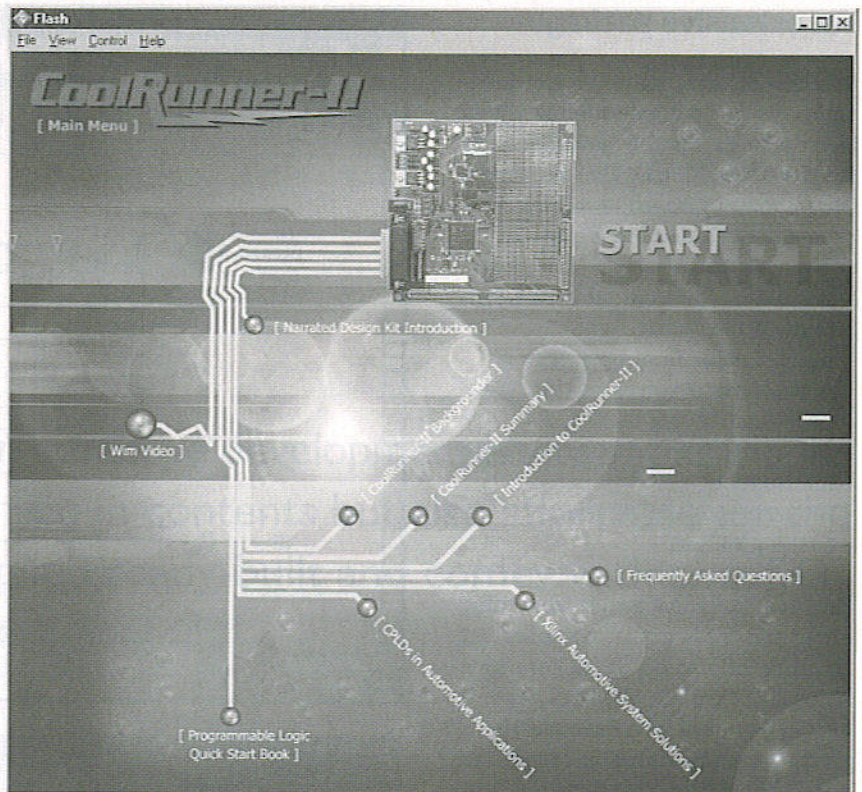 Flash
File View Control Help
CoolRunner-II
[ Main Menu ]
START
START
[ Narrated Design Kit Introduction ]
[ CoolRunner-II Backgrounder ]
[ CoolRunner-II Summary ]
[ Introduction to CoolRunner-II ]
[ Wim Video ]
[ Frequently Asked Questions ]
[ CPLDs in Automotive Applications ]
[ Xilinx Automotive System Solutions ]
[ Programmable Logic
Quick Start Book ]